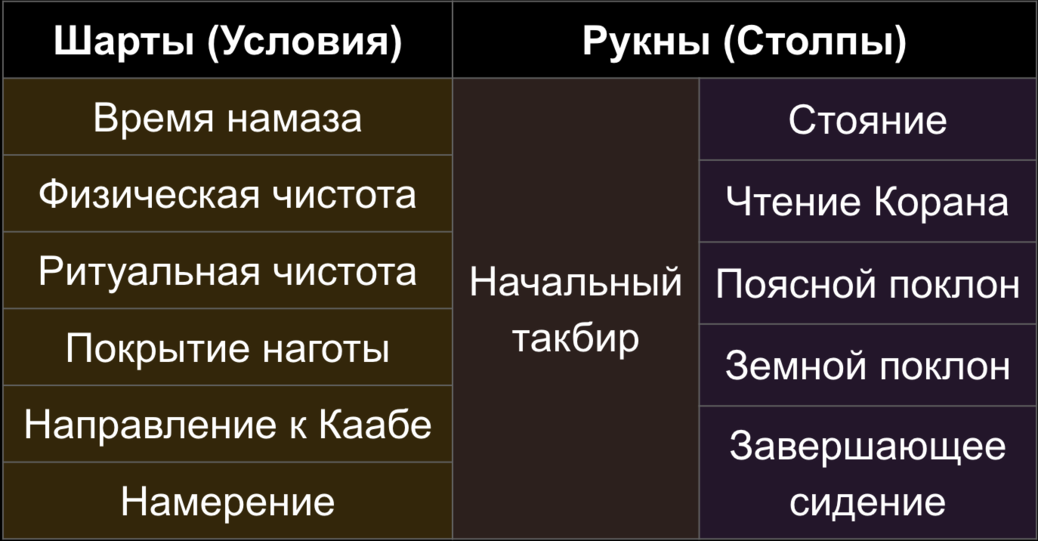 Шарты (Условия)
Рукны (Столпы)
Время намаза
Физическая чистота
Ритуальная чистота
Покрытие наготы
Направление к Каабе
Намерение
Начальный
такбир
Стояние
Чтение Корана
Поясной поклон
Земной поклон
Завершающее
сидение